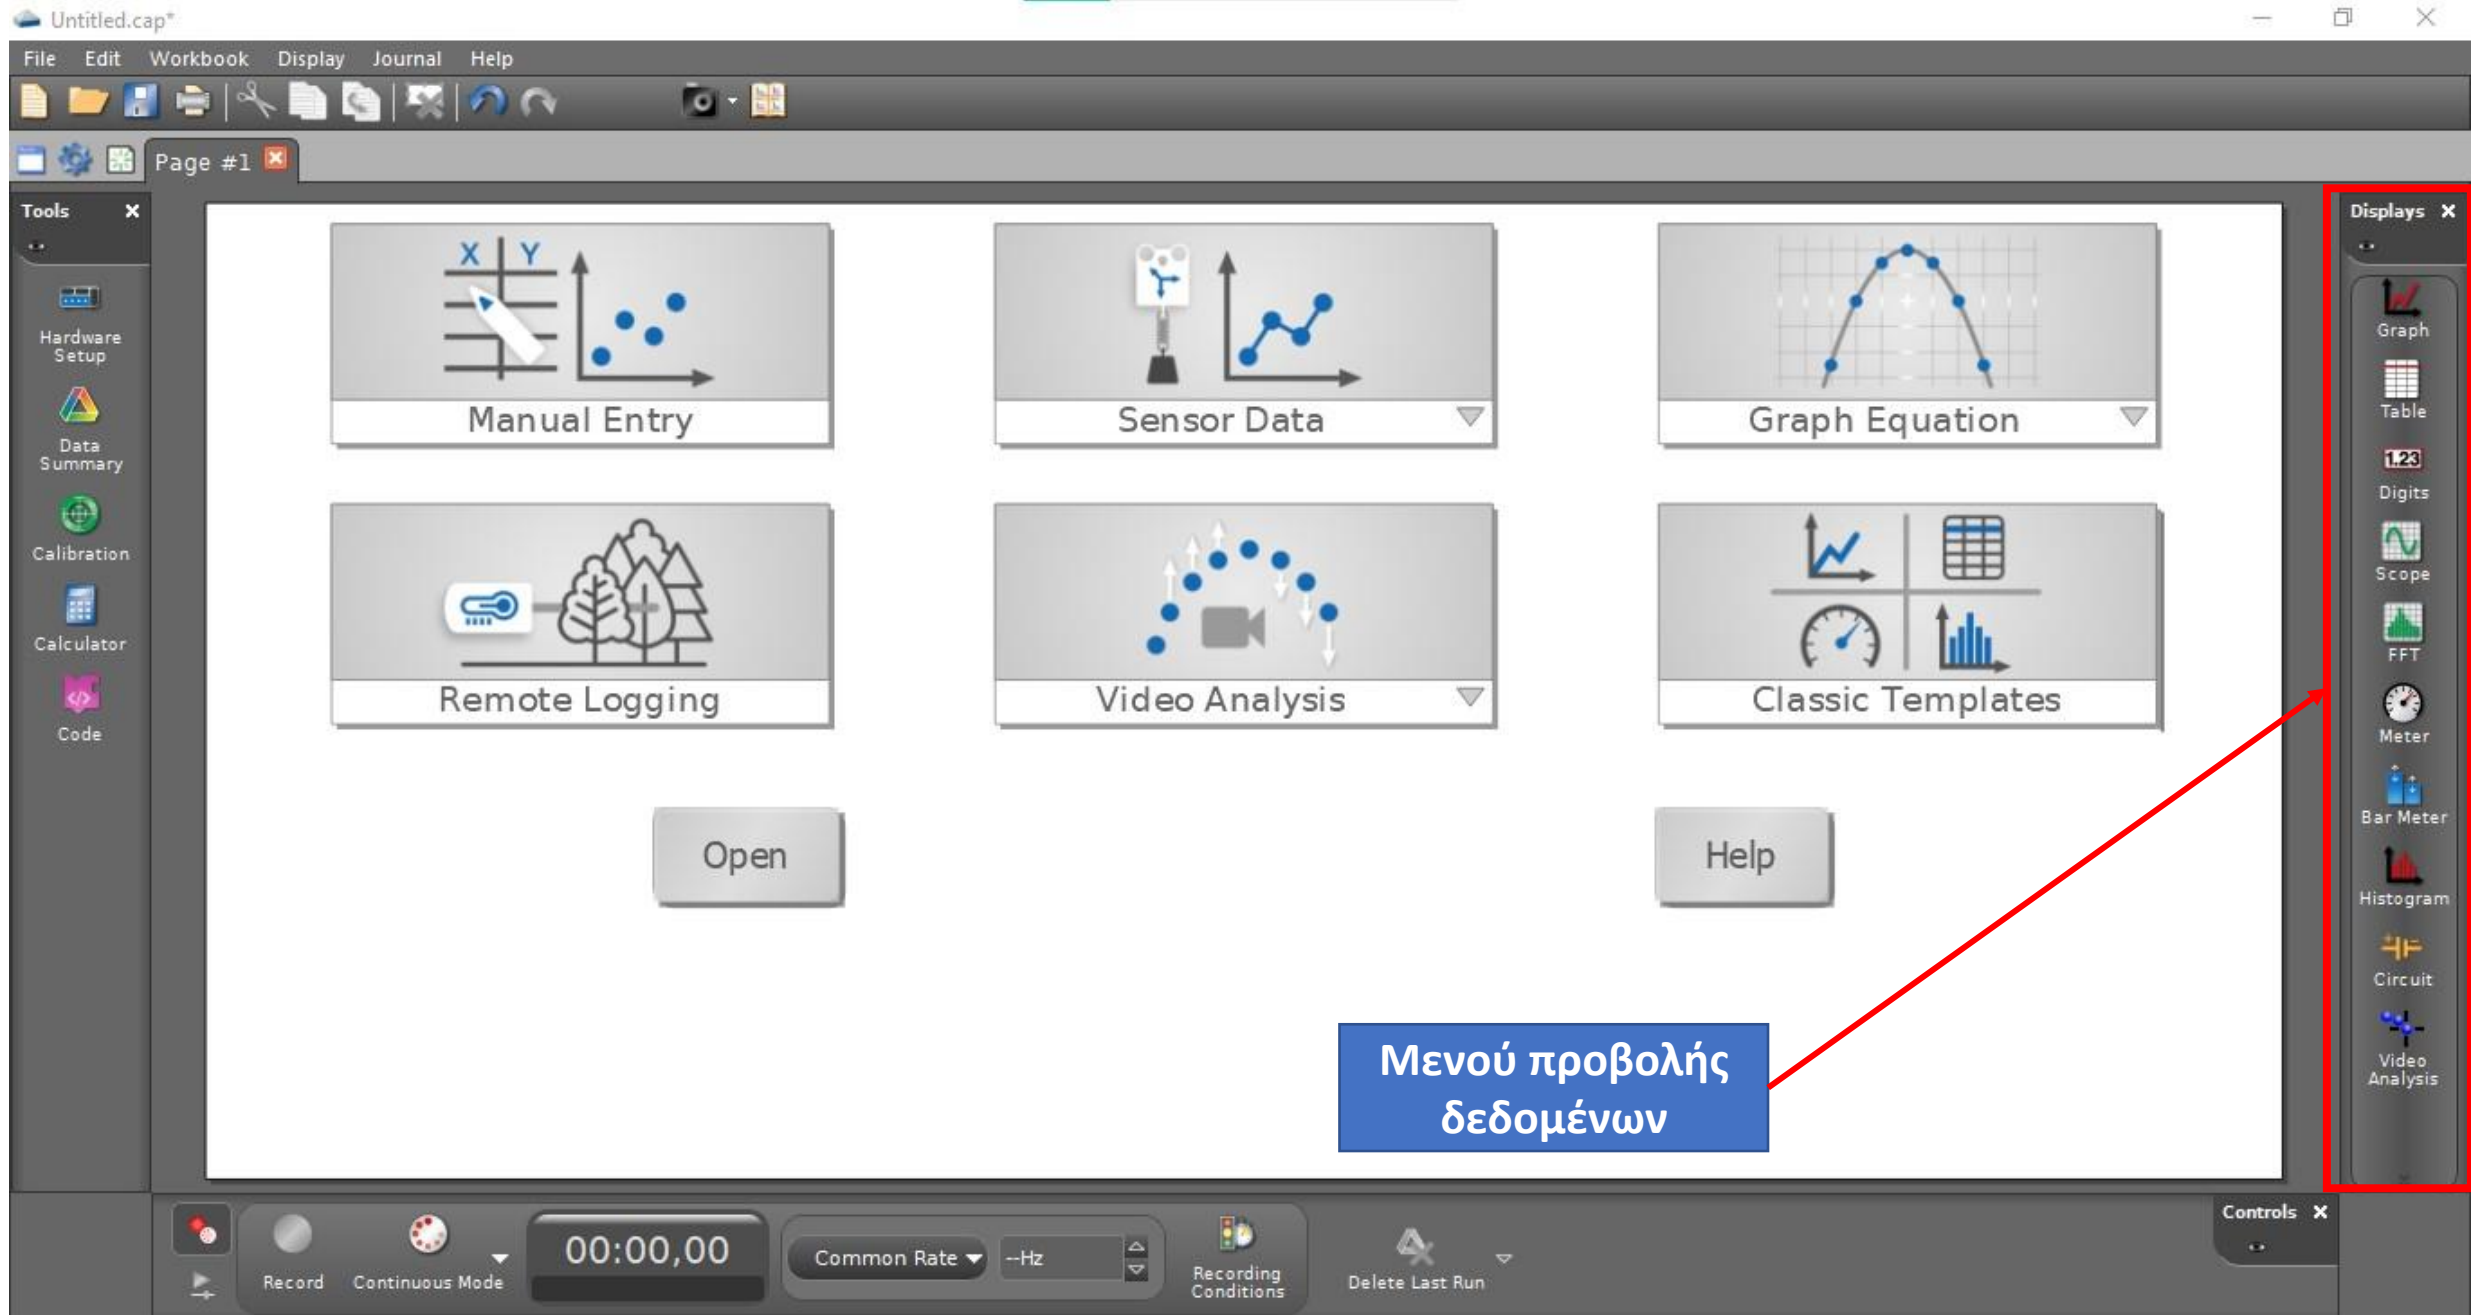 Untitled.cap*
File Edit Workbook Display Journal Help
Page #1
Tools
Hardware
Setup
Data
Summary
Calibration
Calculator
Code
X Y
Manual Entry
Sensor Data
Graph Equation
Remote Logging
Video Analysis
Classic Templates
Open
Help
Μενού προβολής
δεδομένων
Displays
Graph
Table
1.23
Digits
Scope
FFT
Meter
Bar Meter
Histogram
Circuit
Video
Analysis
Record
Continuous Mode
00:00,00
Common Rate
--Hz
Recording
Conditions
Delete Last Run
Controls